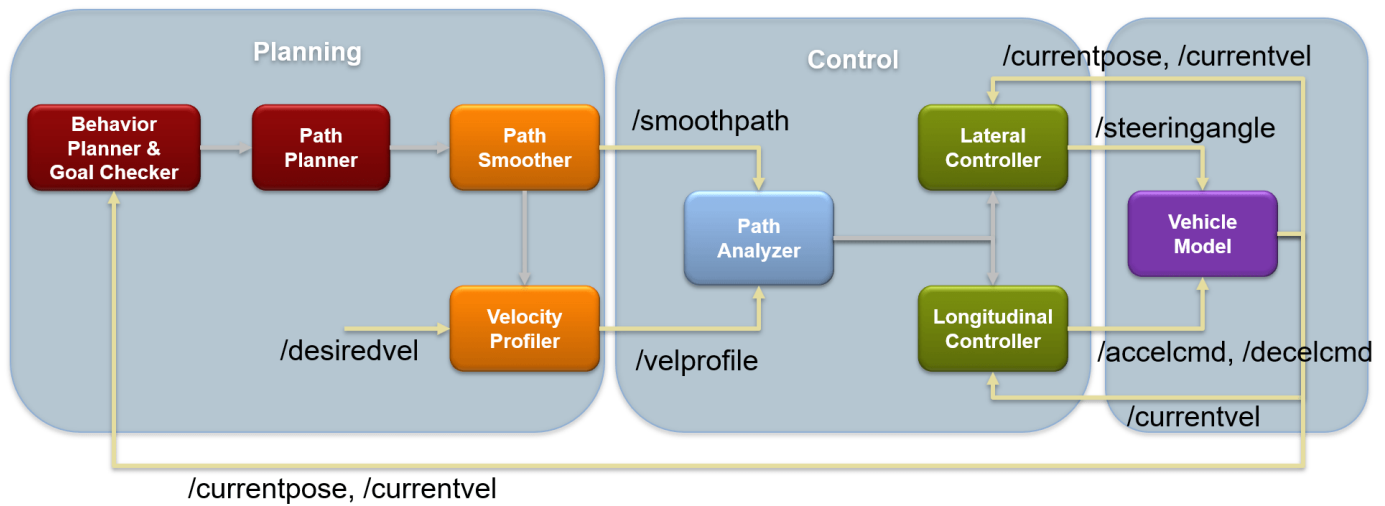 Planning
Control
/currentpose, /currentvel
Behavior
Planner &
Goal Checker
Path
Planner
Path
Smoother
/smoothpath
Lateral
Controller
/steeringangle
Path
Analyzer
Vehicle
Model
/desiredvel
Velocity
Profiler
/velprofile
Longitudinal
Controller
/accelcmd, /decelcmd
/currentvel
/currentpose, /currentvel